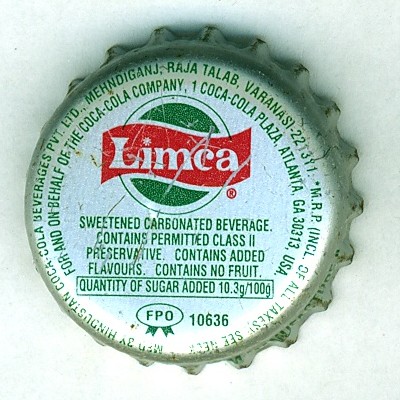 MFD BY HINDUSTAN COCA-COLA BEVERAGES PVT. LTD., MEHNDIGANJ, RAJA TALAB, VARANASI-221311. *M.R.P. (INCL. OF ALL TAXES) SEE NECK
FOR AND ON BEHALF OF THE COCA-COLA COMPANY, 1 COCA-COLA PLAZA, ATLANTA, GA 30313, USA.
Limca®
SWEETENED CARBONATED BEVERAGE.
CONTAINS PERMITTED CLASS II
PRESERVATIVE. CONTAINS ADDED
FLAVOURS. CONTAINS NO FRUIT.
QUANTITY OF SUGAR ADDED 10.3g/100g
FPO 10636